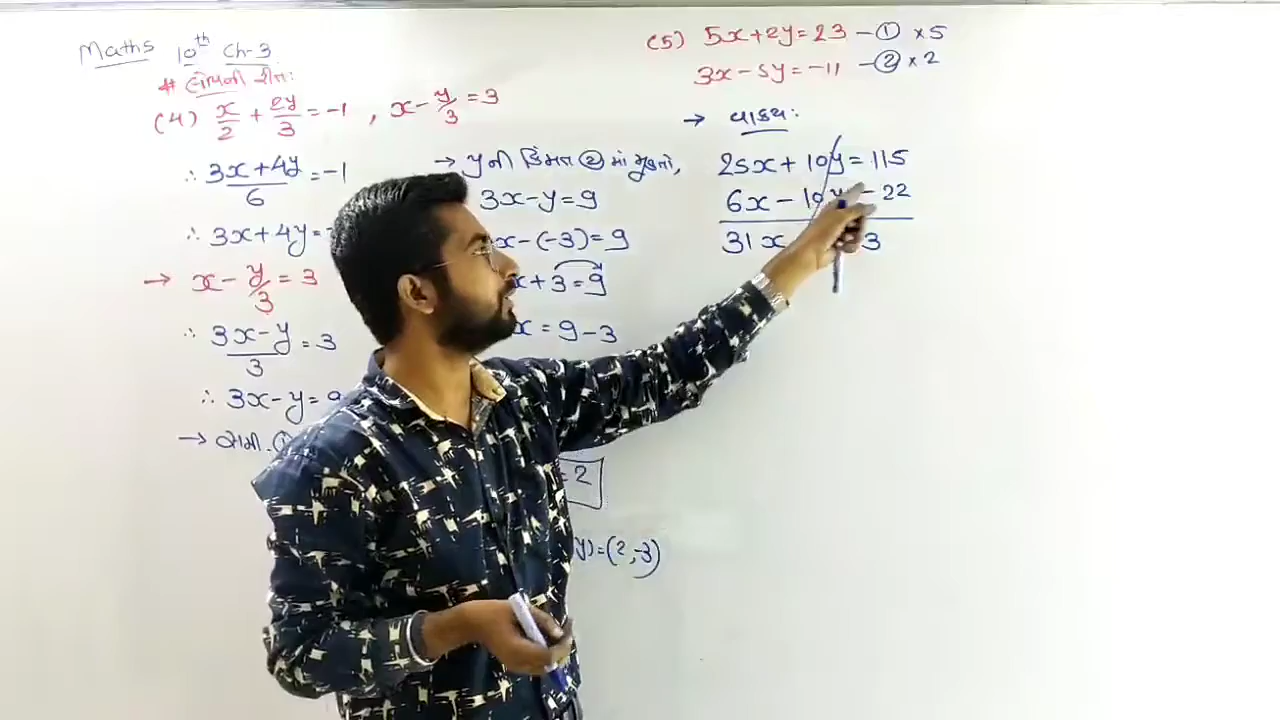 Maths 10th Ch-3
# લોપની રીત:
(4) x/2 + 2y/3 = -1 , x - y/3 = 3
∴ 3x+4y/6 = -1
∴ 3x+4y=
→ x - y/3 = 3
∴ 3x-y/3 = 3
∴ 3x-y=9
→ સમી. ①
→ yની કિંમત ② માં મુકતાં,
3x-y=9
x-(-3)=9
x+3=9
x=9-3
=2
y)=(2,-3)
(5) 5x+2y=23 -① ×5
3x-5y=-11 -② ×2
→
25x+10y=115
6x-10y -22
31x 3